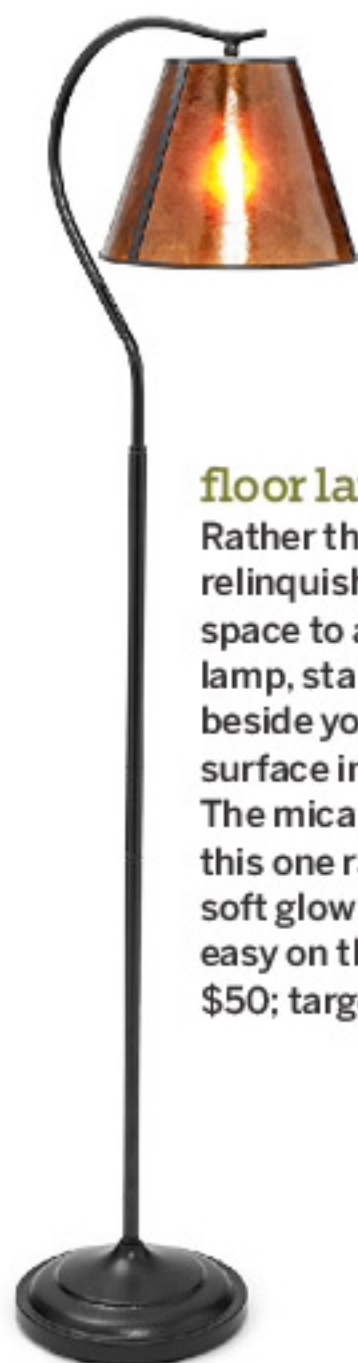 floor la
Rather th
relinquish
space to a
lamp, sta
beside yo
surface in
The mica
this one ra
soft glow
easy on th
$50; targ